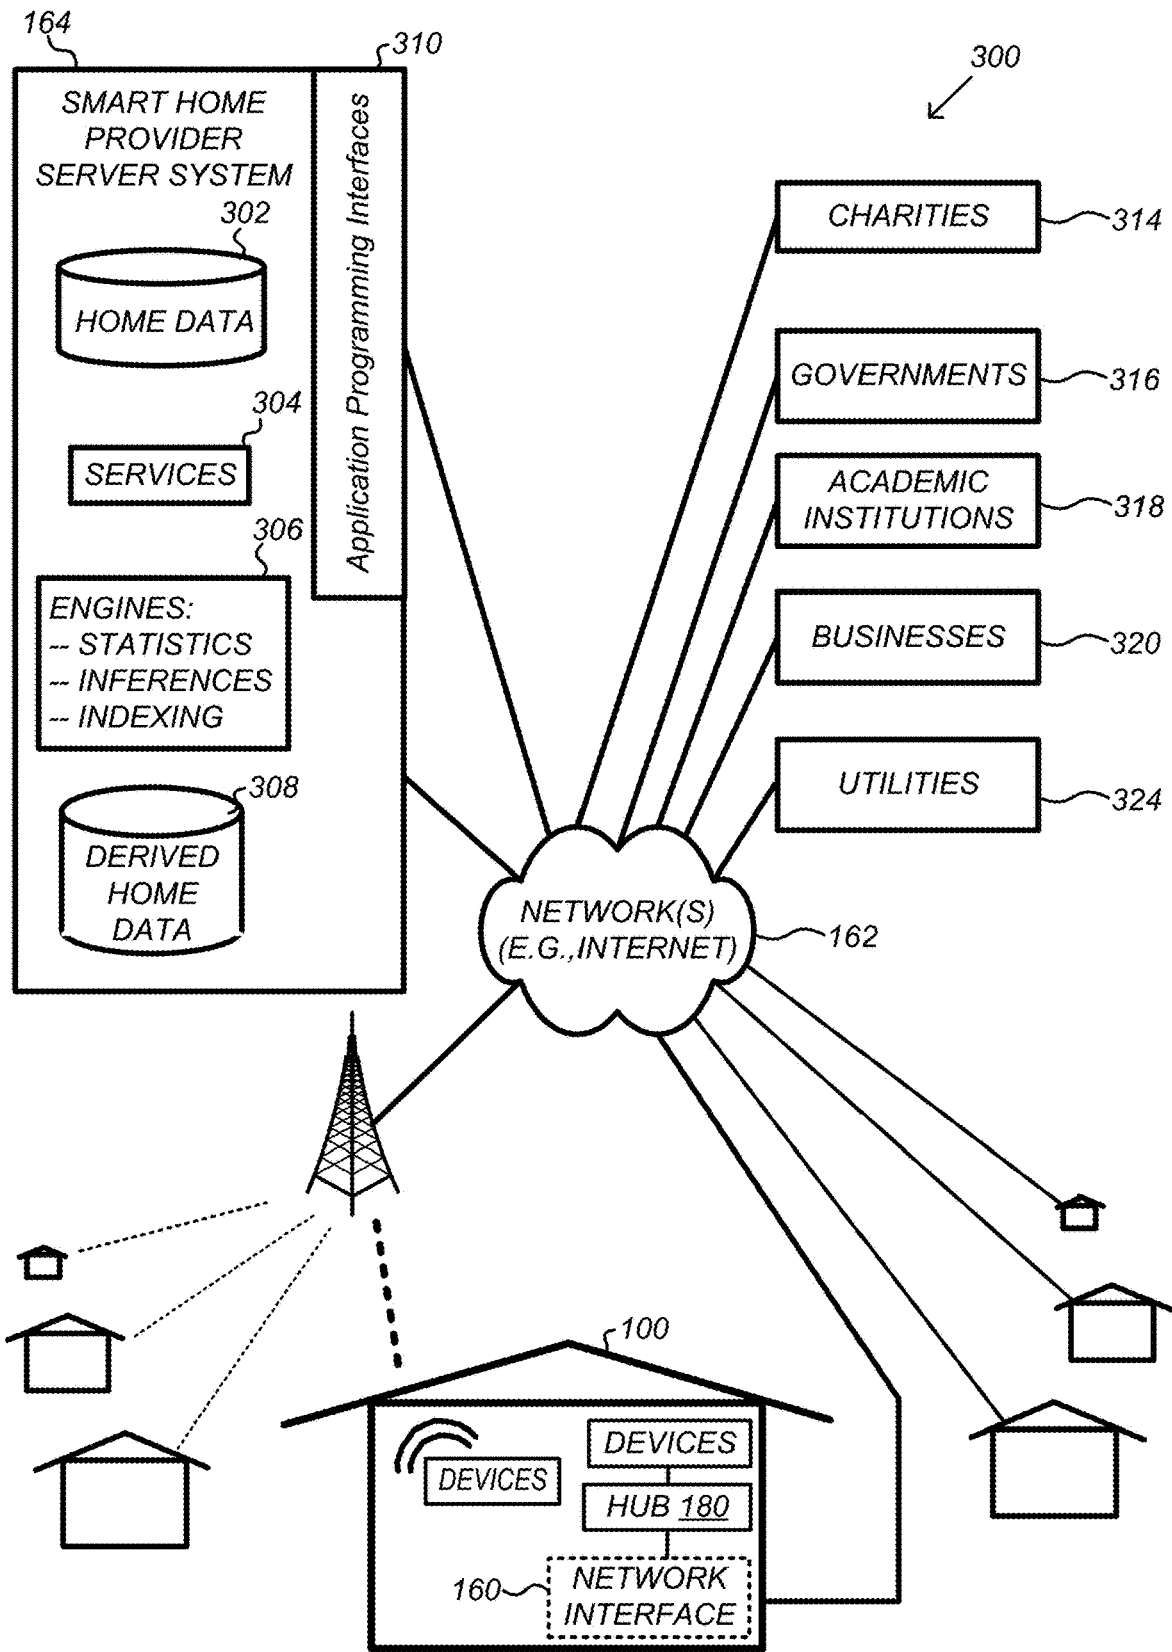 164
310
300
SMART HOME
PROVIDER
SERVER SYSTEM
Application Programming Interfaces
302
HOME DATA
304
SERVICES
306
ENGINES:
-- STATISTICS
-- INFERENCES
-- INDEXING
308
DERIVED
HOME
DATA
CHARITIES
314
GOVERNMENTS
316
ACADEMIC
INSTITUTIONS
318
BUSINESSES
320
UTILITIES
324
NETWORK(S)
(E.G.,INTERNET)
162
100
DEVICES
DEVICES
HUB 180
160
NETWORK
INTERFACE